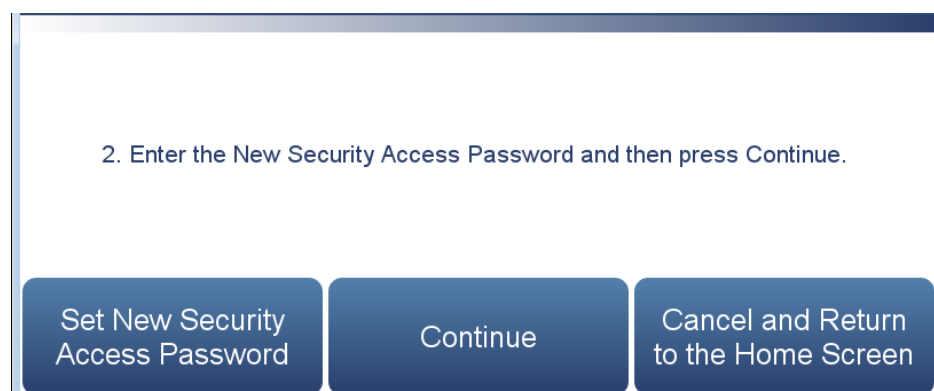 2. Enter the New Security Access Password and then press Continue.
Set New Security
Access Password
Continue
Cancel and Return
to the Home Screen